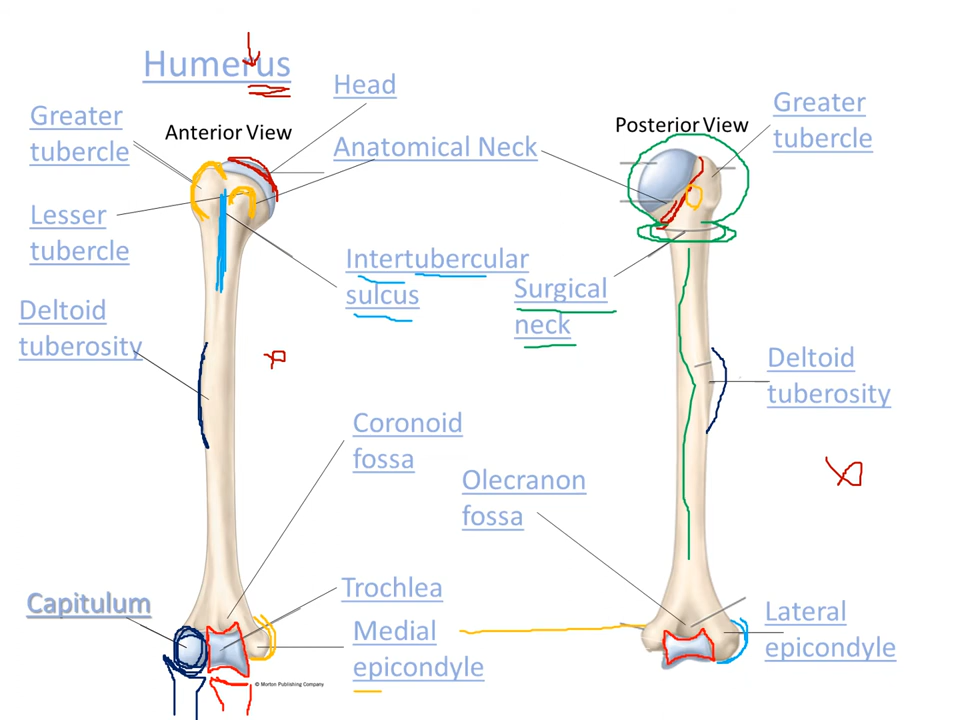 Humerus
Head
Greater
tubercle
Anterior View
Anatomical Neck
Lesser
tubercle
Intertubercular
sulcus
Deltoid
tuberosity
Coronoid
fossa
Capitulum
Trochlea
Medial
epicondyle
© Morton Publishing Company
Posterior View
Greater
tubercle
Surgical
neck
Deltoid
tuberosity
Olecranon
fossa
Lateral
epicondyle